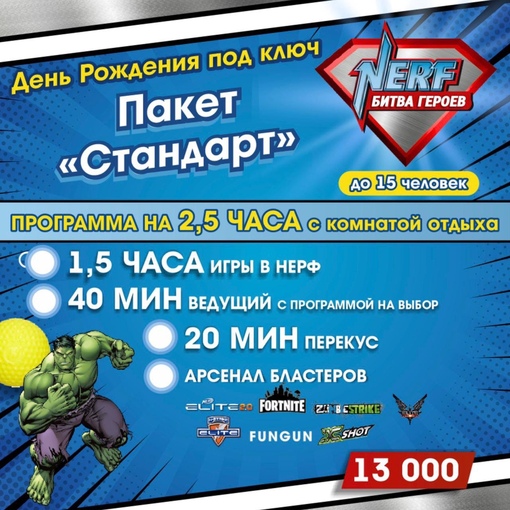 День Рождения под ключ
Пакет
«Стандарт»
NERF
БИТВА ГЕРОЕВ
до 15 человек
ПРОГРАММА НА 2,5 ЧАСА с комнатой отдыха
1,5 ЧАСА ИГРЫ В НЕРФ
40 МИН ВЕДУЩИЙ С ПРОГРАММОЙ НА ВЫБОР
20 МИН ПЕРЕКУС
АРСЕНАЛ БЛАСТЕРОВ
ELITE 2.0 FORTNITE ZOMBIE STRIKE
ELITE FUNGUN X-SHOT
13 000